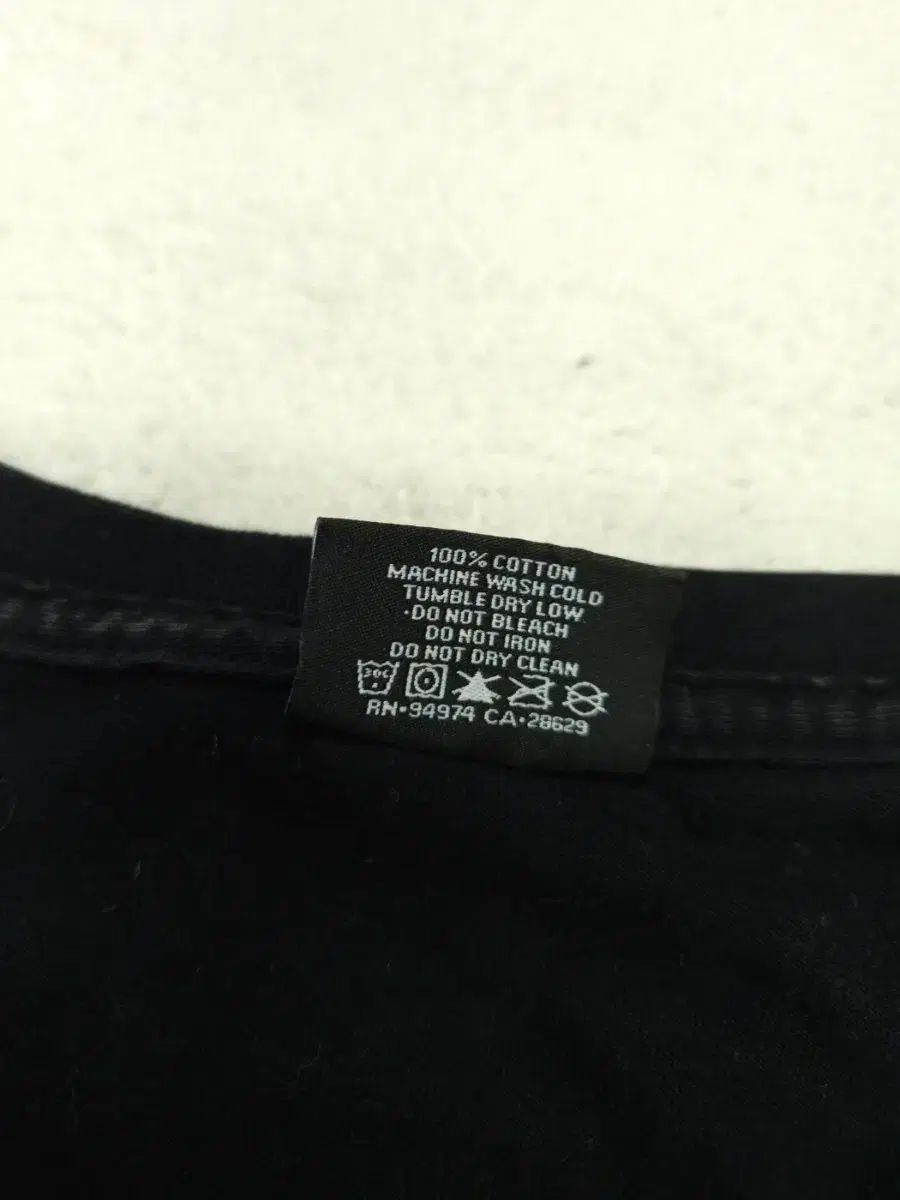 100% COTTON
MACHINE WASH COLD
TUMBLE DRY LOW
·DO NOT BLEACH
DO NOT IRON
DO NOT DRY CLEAN
30C
RN·94974 CA·28629